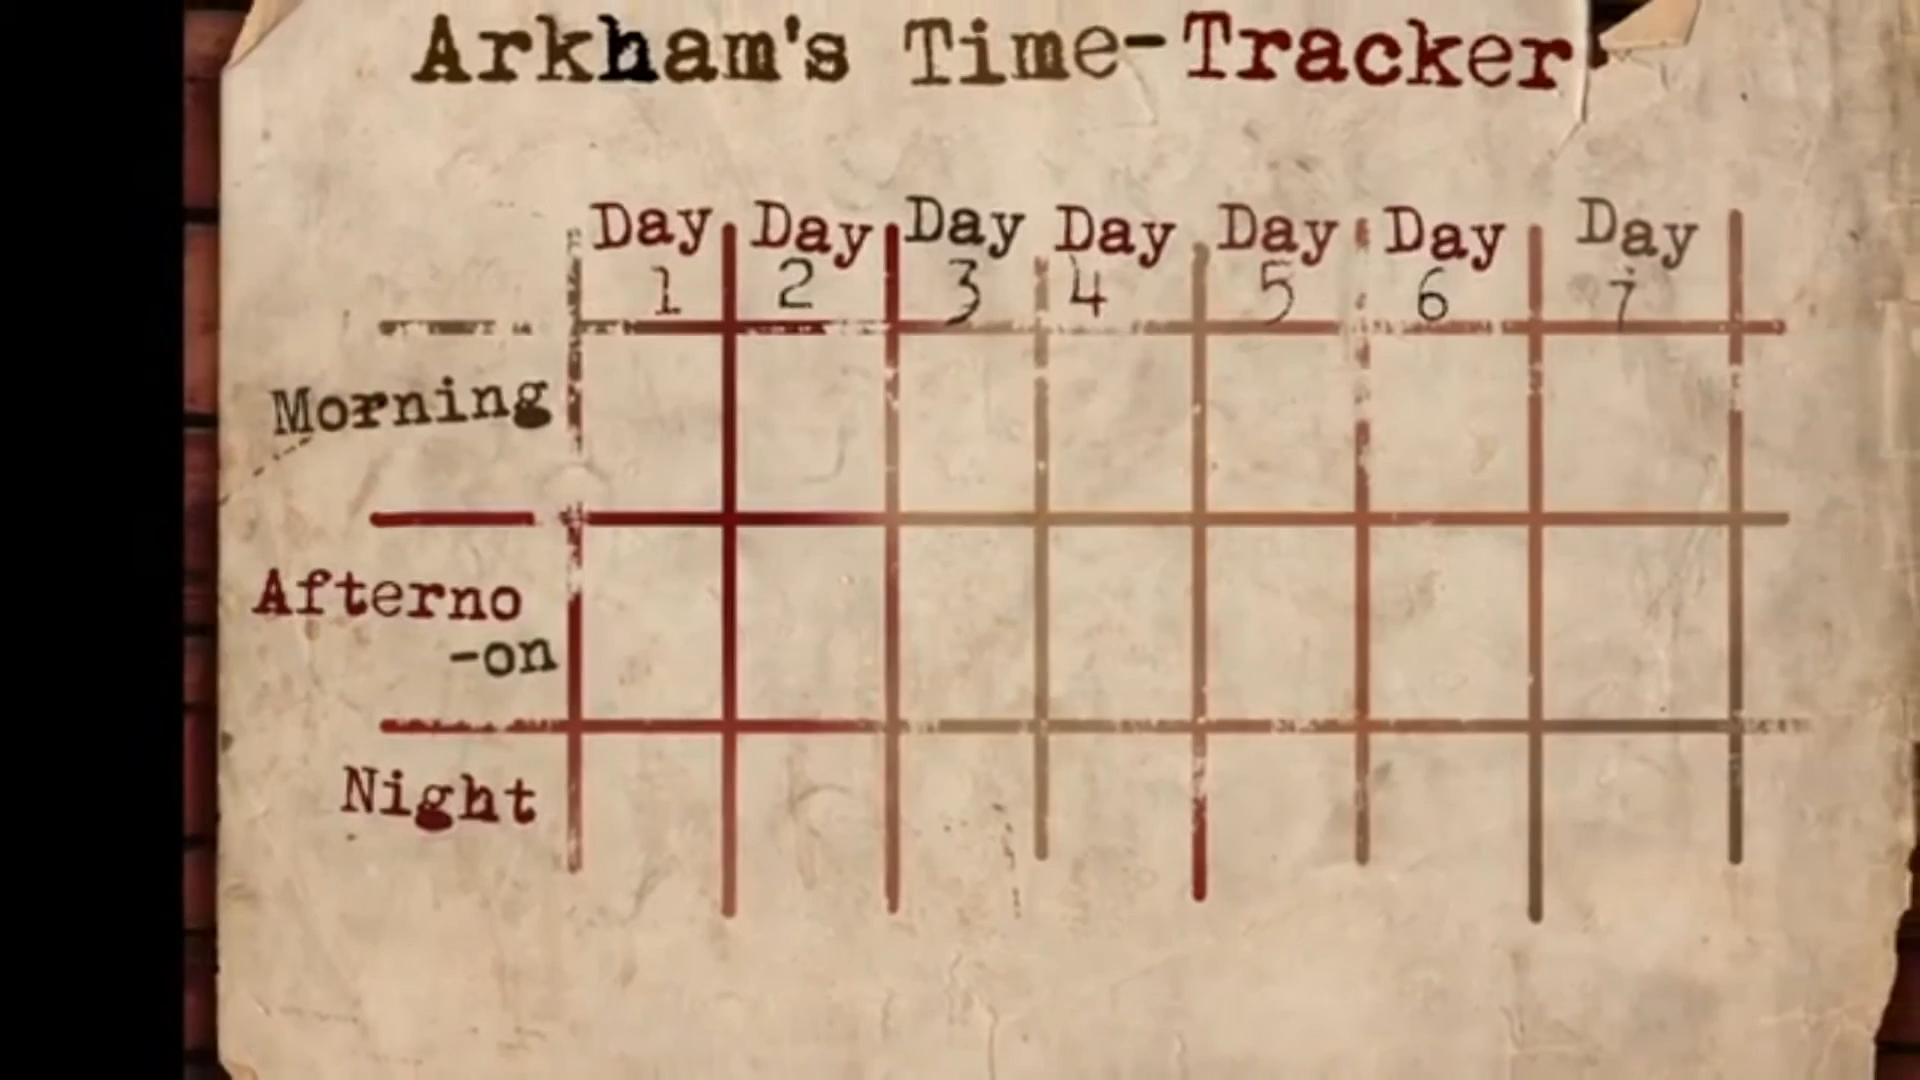 Arkham's Time-Tracker
Day Day Day Day Day Day Day
1 2 3 4 5 6 7
Morning
Afterno
-on
Night